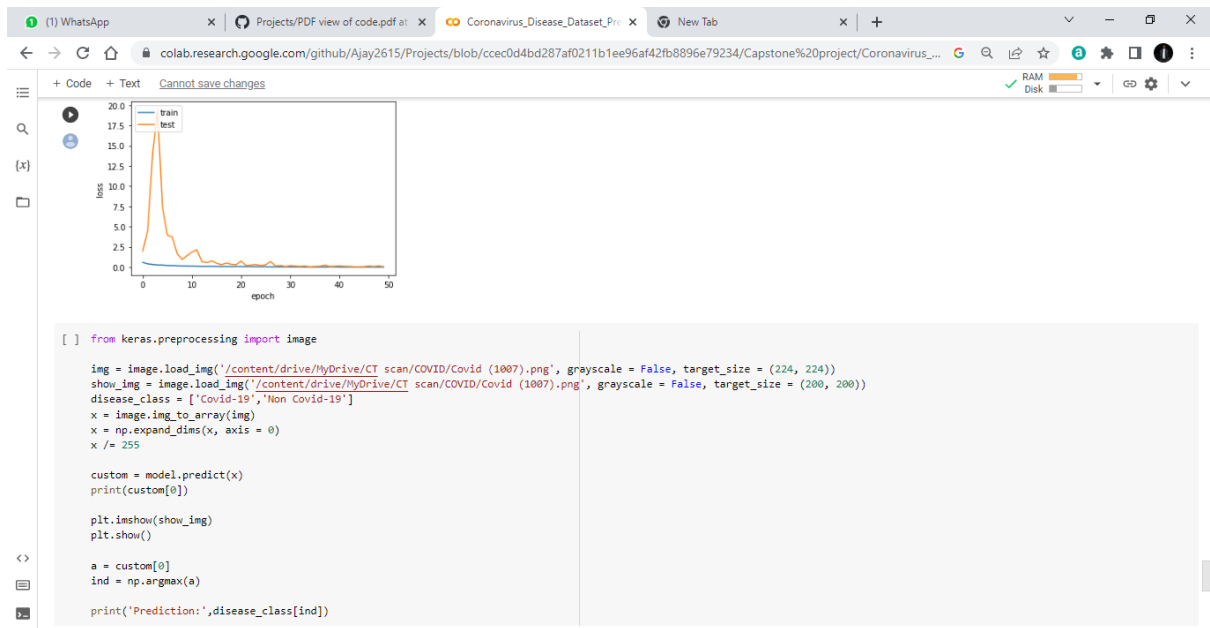 1 (1) WhatsApp
Projects/PDF view of code.pdf at
Coronavirus_Disease_Dataset_Pre
New Tab
colab.research.google.com/github/Ajay2615/Projects/blob/ccec0d4bd287af0211b1ee96af42fb8896e79234/Capstone%20project/Coronavirus_...
+ Code + Text Cannot save changes
RAM
Disk
{x}
20.0
17.5
15.0
12.5
10.0
7.5
5.0
2.5
0.0
loss
train
test
0 10 20 30 40 50
epoch
[ ] from keras.preprocessing import image
img = image.load_img('/content/drive/MyDrive/CT scan/COVID/Covid (1007).png', grayscale = False, target_size = (224, 224))
show_img = image.load_img('/content/drive/MyDrive/CT scan/COVID/Covid (1007).png', grayscale = False, target_size = (200, 200))
disease_class = ['Covid-19','Non Covid-19']
x = image.img_to_array(img)
x = np.expand_dims(x, axis = 0)
x /= 255
custom = model.predict(x)
print(custom[0])
plt.imshow(show_img)
plt.show()
a = custom[0]
ind = np.argmax(a)
print('Prediction:',disease_class[ind])